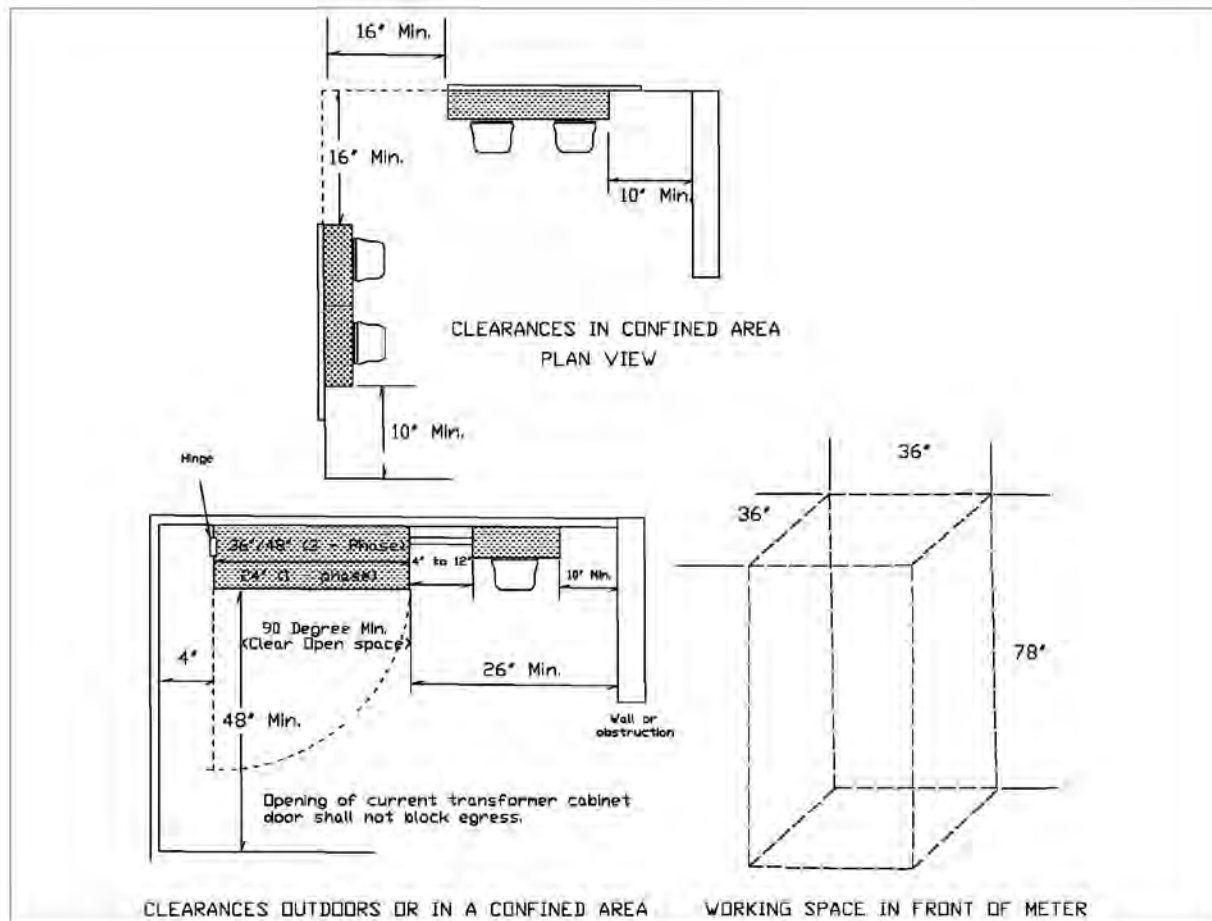 16" Min.
16" Min.
10" Min.
CLEARANCES IN CONFINED AREA
PLAN VIEW
10" Min.
Hinge
36"/48" (3 - Phase)
24" (1 - phase)
4" to 12"
10" Min.
90 Degree Min.
(Clear Open space)
4"
26" Min.
48" Min.
Wall or
obstruction
Opening of current transformer cabinet
door shall not block egress.
36"
36"
78"
CLEARANCES OUTDOORS OR IN A CONFINED AREA
WORKING SPACE IN FRONT OF METER